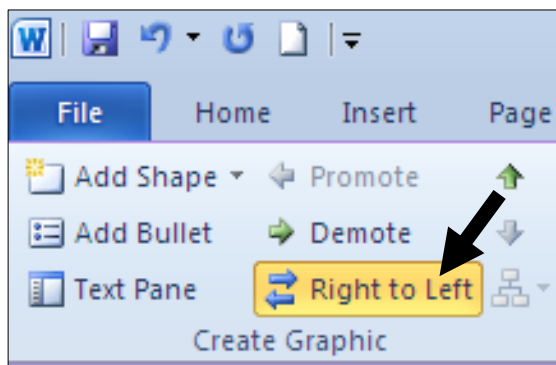 W
File Home Insert Page
Add Shape Promote
Add Bullet Demote
Text Pane Right to Left
Create Graphic